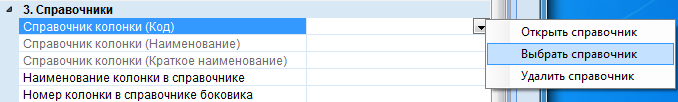 3. Справочники
Справочник колонки (Код)
Справочник колонки (Наименование)
Справочник колонки (Краткое наименование)
Наименование колонки в справочнике
Номер колонки в справочнике боковика
Открыть справочник
Выбрать справочник
Удалить справочник